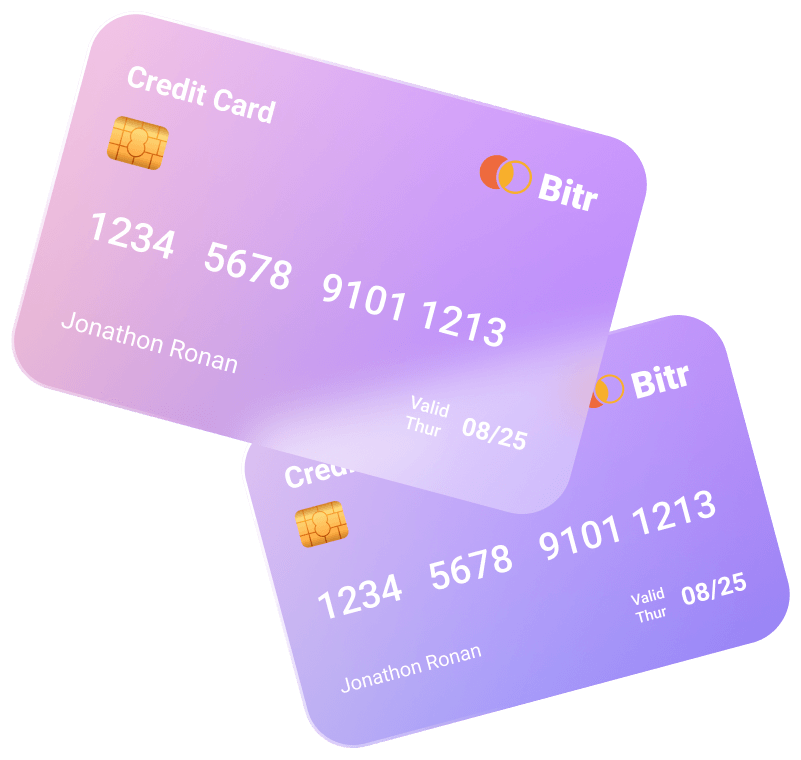 Credit Card
Bitr
1234 5678 9101 1213
Jonathon Ronan
Valid
Thur
08/25
Bitr
Cred
1234 5678 9101 1213
Valid
Thur
08/25
Jonathon Ronan